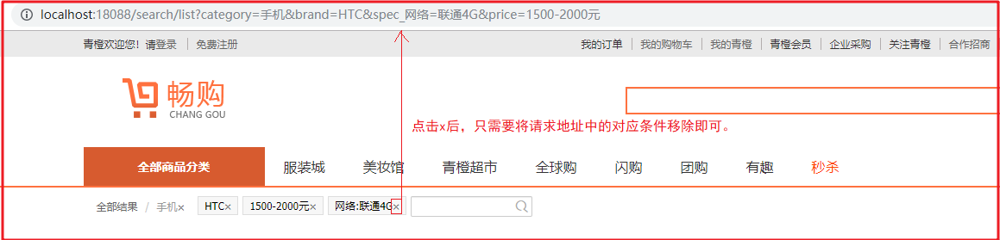 localhost:18088/search/list?category=手机&brand=HTC&spec_网络=联通4G&price=1500-2000元
青橙欢迎您！请登录 免费注册 我的订单 我的购物车 我的青橙 青橙会员 企业采购 关注青橙 合作招商
畅购
CHANG GOU
点击x后，只需要将请求地址中的对应条件移除即可。
全部商品分类 服装城 美妆馆 青橙超市 全球购 闪购 团购 有趣 秒杀
全部结果 / 手机× HTC× 1500-2000元× 网络:联通4G×